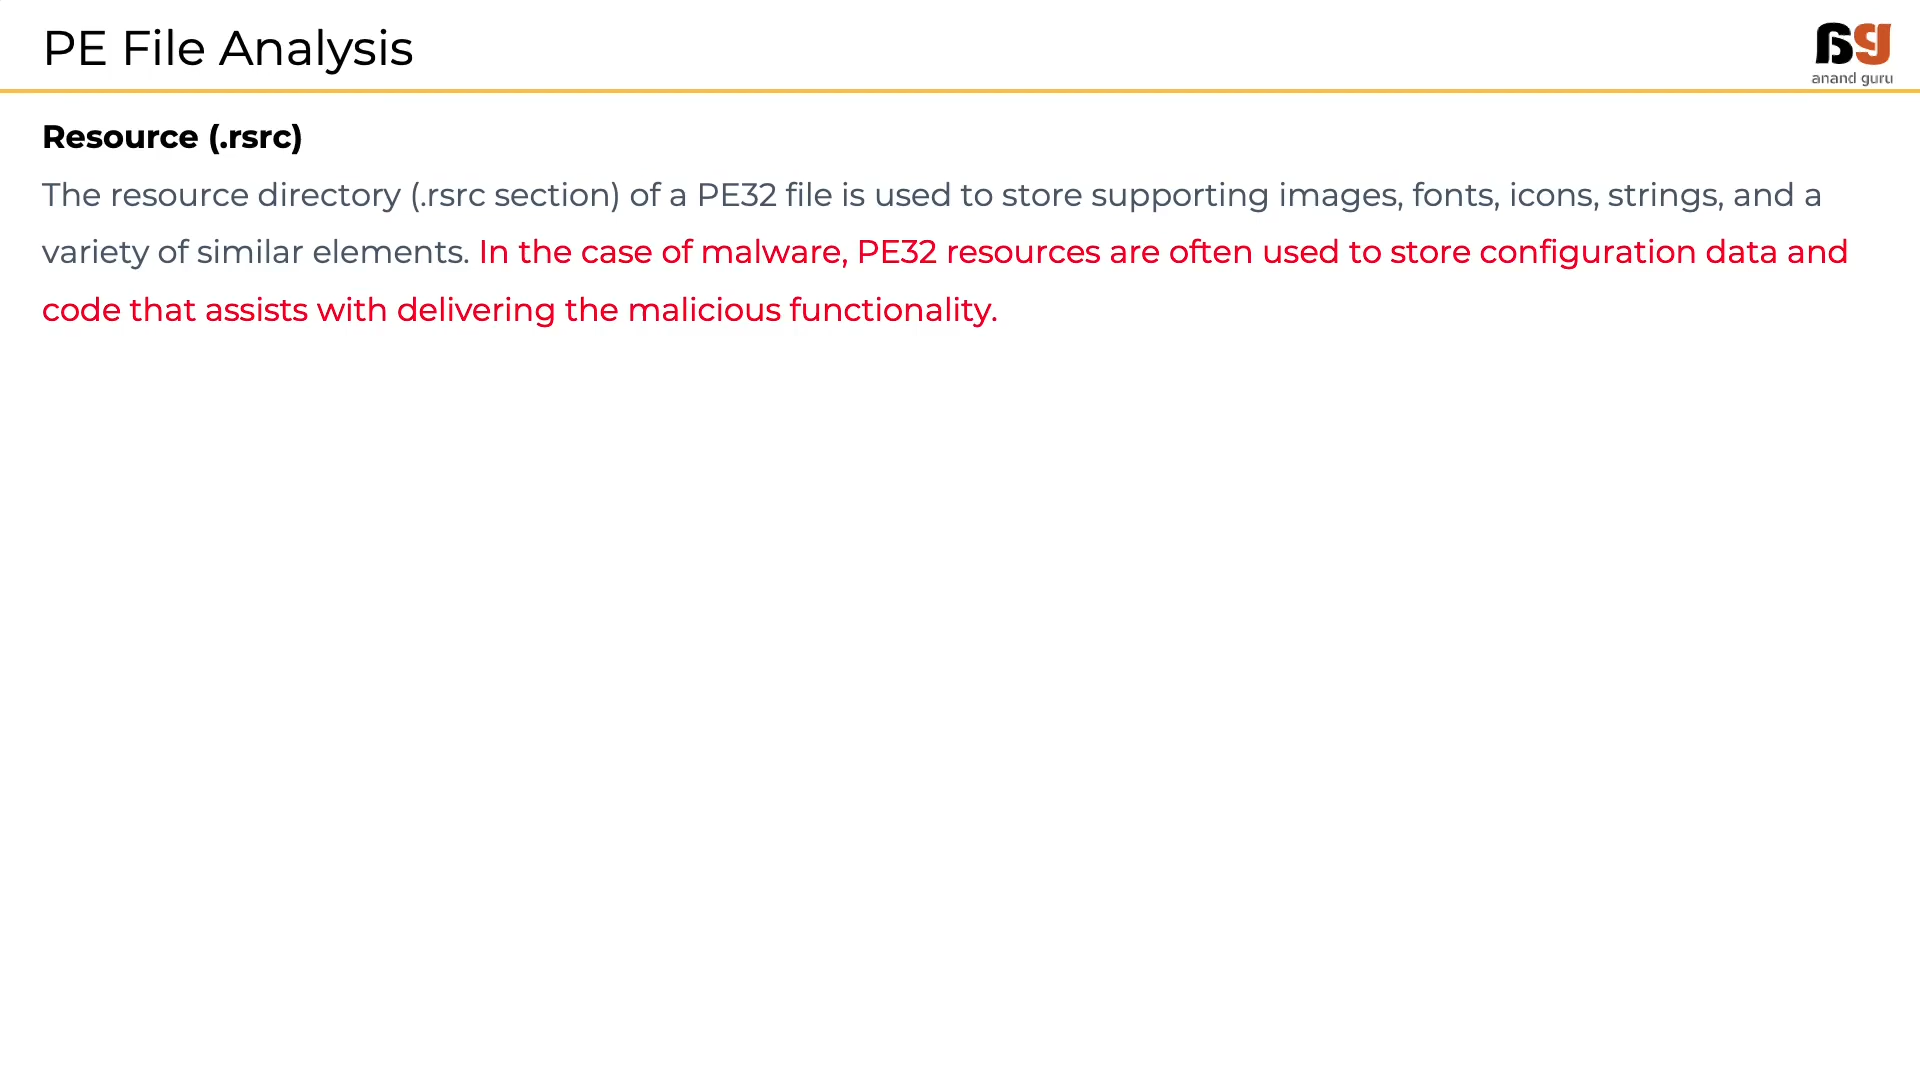 PE File Analysis
anand guru
Resource (.rsrc)
The resource directory (.rsrc section) of a PE32 file is used to store supporting images, fonts, icons, strings, and a
variety of similar elements. In the case of malware, PE32 resources are often used to store configuration data and
code that assists with delivering the malicious functionality.